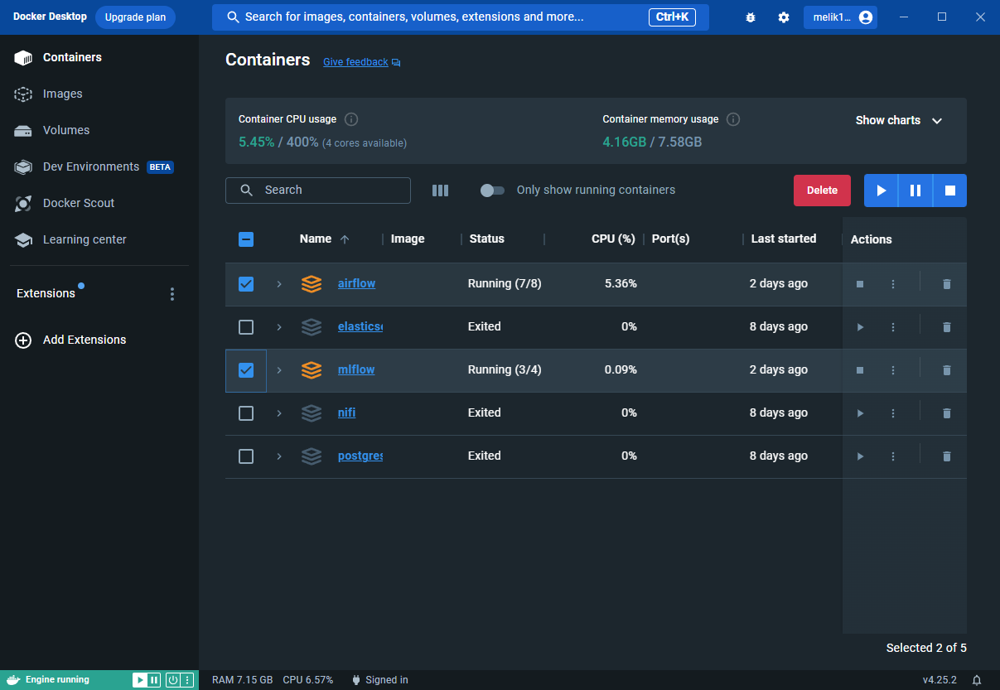 Docker Desktop Upgrade plan Search for images, containers, volumes, extensions and more... Ctrl+K melik1...
Containers
Images
Volumes
Dev Environments BETA
Docker Scout
Learning center
Extensions
Add Extensions
Containers Give feedback
Container CPU usage
5.45% / 400% (4 cores available)
Container memory usage
4.16GB / 7.58GB
Show charts
Search Only show running containers Delete
Name Image Status CPU (%) Port(s) Last started Actions
airflow Running (7/8) 5.36% 2 days ago
elasticse Exited 0% 8 days ago
mlflow Running (3/4) 0.09% 2 days ago
nifi Exited 0% 8 days ago
postgres Exited 0% 8 days ago
Selected 2 of 5
Engine running RAM 7.15 GB CPU 6.57% Signed in v4.25.2